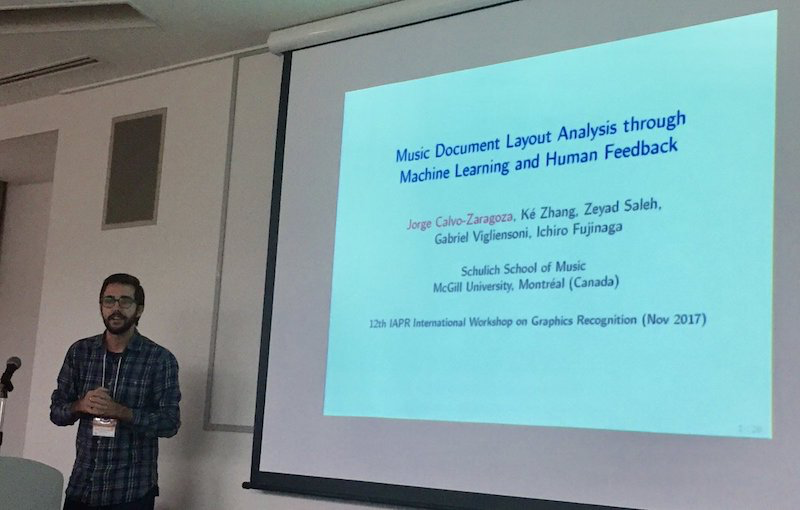 Music Document Layout Analysis through
Machine Learning and Human Feedback
Jorge Calvo-Zaragoza, Ké Zhang, Zeyad Saleh,
Gabriel Vigliensoni, Ichiro Fujinaga
Schulich School of Music
McGill University, Montréal (Canada)
12th IAPR International Workshop on Graphics Recognition (Nov 2017)